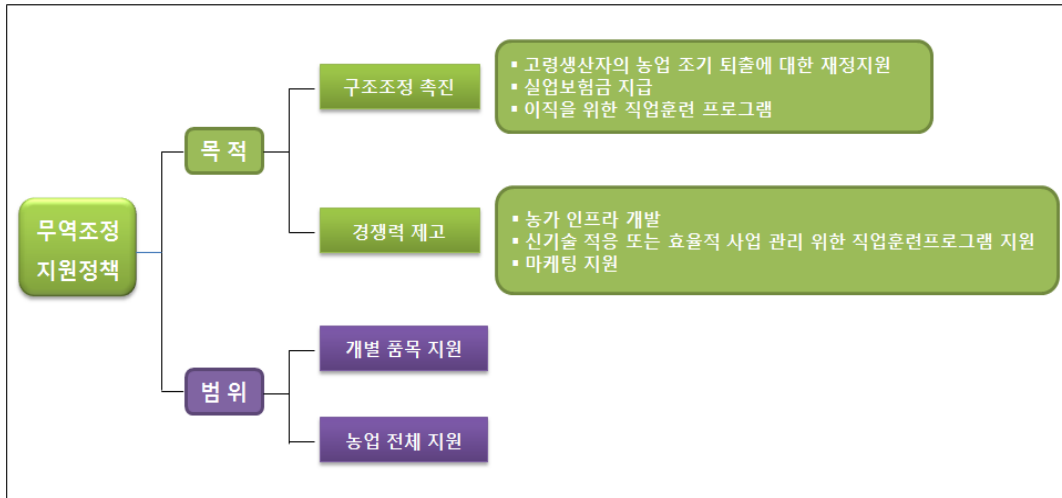 무역조정
지원정책
목 적
구조조정 촉진
▪ 고령생산자의 농업 조기 퇴출에 대한 재정지원
▪ 실업보험금 지급
▪ 이직을 위한 직업훈련 프로그램
경쟁력 제고
▪ 농가 인프라 개발
▪ 신기술 적응 또는 효율적 사업 관리 위한 직업훈련프로그램 지원
▪ 마케팅 지원
범 위
개별 품목 지원
농업 전체 지원